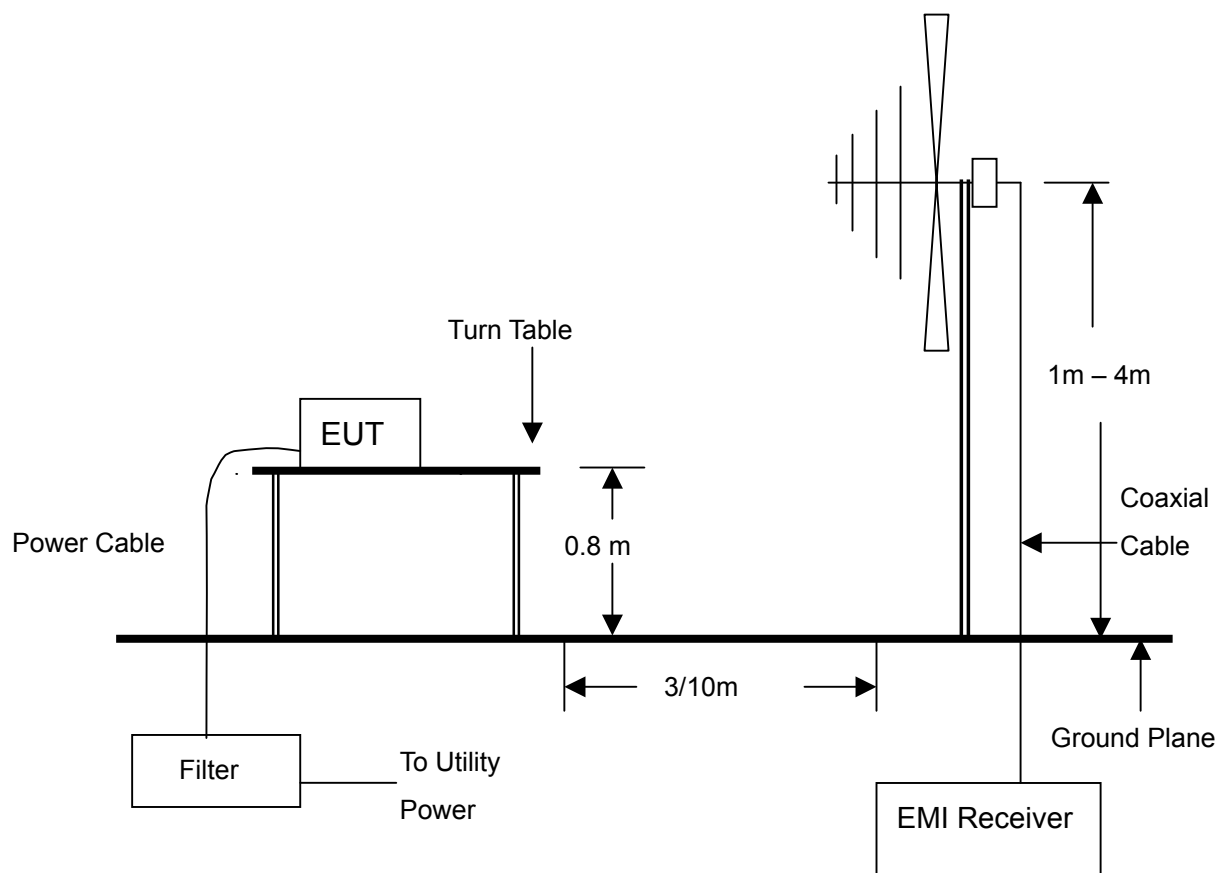 Turn Table
1m – 4m
EUT
Coaxial
Cable
Power Cable
0.8 m
3/10m
Ground Plane
Filter
To Utility
Power
EMI Receiver